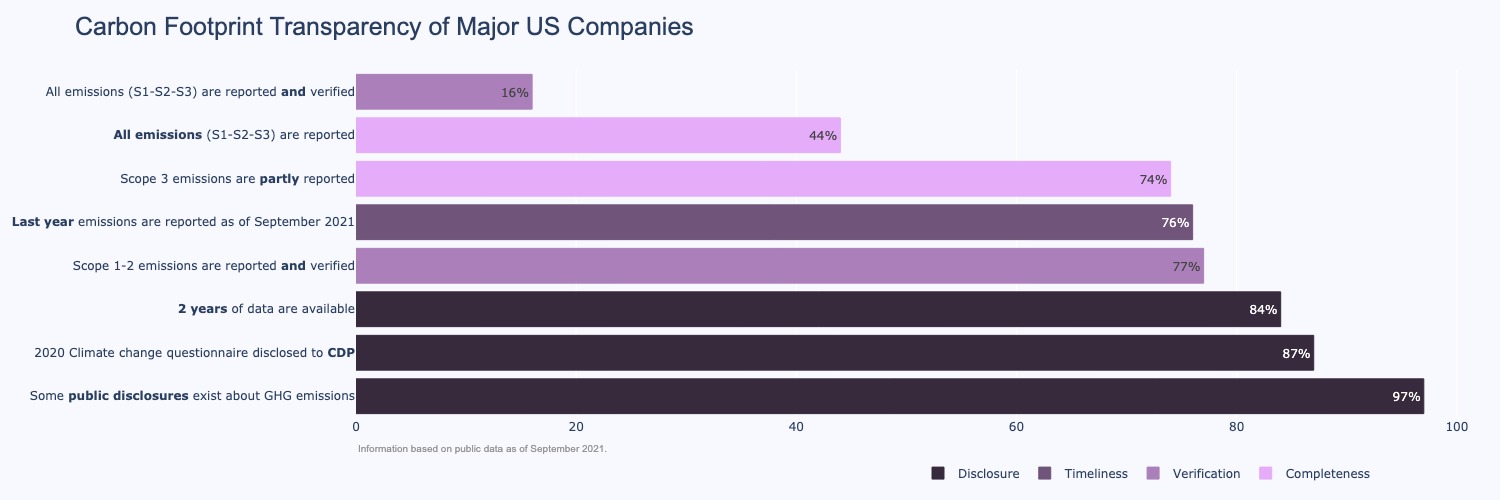 Carbon Footprint Transparency of Major US Companies
All emissions (S1-S2-S3) are reported and verified 16%
All emissions (S1-S2-S3) are reported 44%
Scope 3 emissions are partly reported 74%
Last year emissions are reported as of September 2021 76%
Scope 1-2 emissions are reported and verified 77%
2 years of data are available 84%
2020 Climate change questionnaire disclosed to CDP 87%
Some public disclosures exist about GHG emissions 97%
0 20 40 60 80 100
Information based on public data as of September 2021.
Disclosure Timeliness Verification Completeness